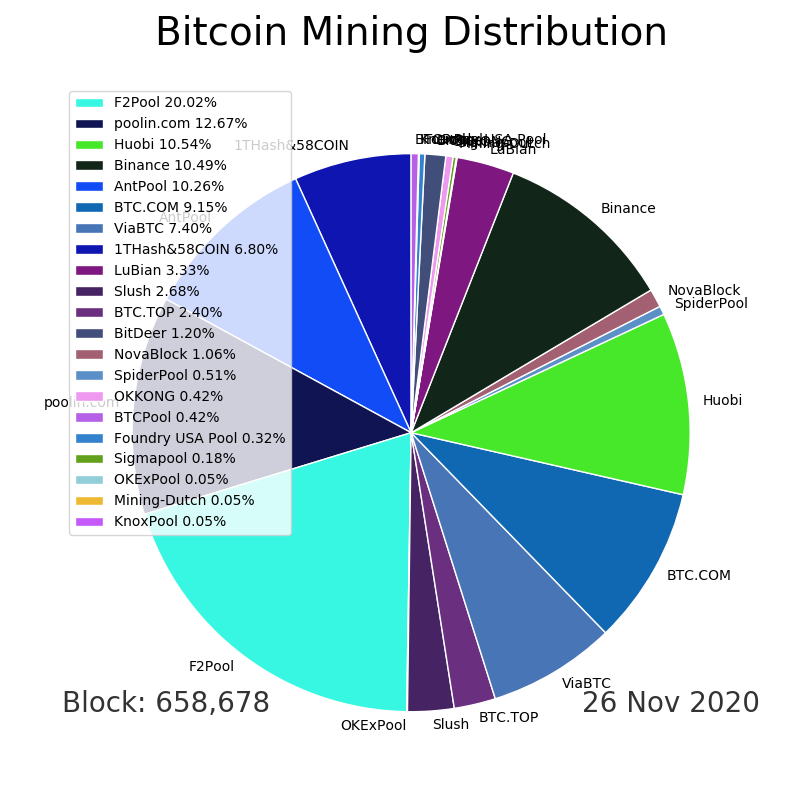 Bitcoin Mining Distribution
F2Pool 20.02%
poolin.com 12.67%
Huobi 10.54%
Binance 10.49%
AntPool 10.26%
BTC.COM 9.15%
ViaBTC 7.40%
1THash&58COIN 6.80%
LuBian 3.33%
Slush 2.68%
BTC.TOP 2.40%
BitDeer 1.20%
NovaBlock 1.06%
SpiderPool 0.51%
OKKONG 0.42%
BTCPool 0.42%
Foundry USA Pool 0.32%
Sigmapool 0.18%
OKExPool 0.05%
Mining-Dutch 0.05%
KnoxPool 0.05%
1THash&58COIN
AntPool
poolin.com
F2Pool
OKExPool
Slush
BTC.TOP
ViaBTC
BTC.COM
Huobi
SpiderPool
NovaBlock
Binance
LuBian
Block: 658,678
26 Nov 2020